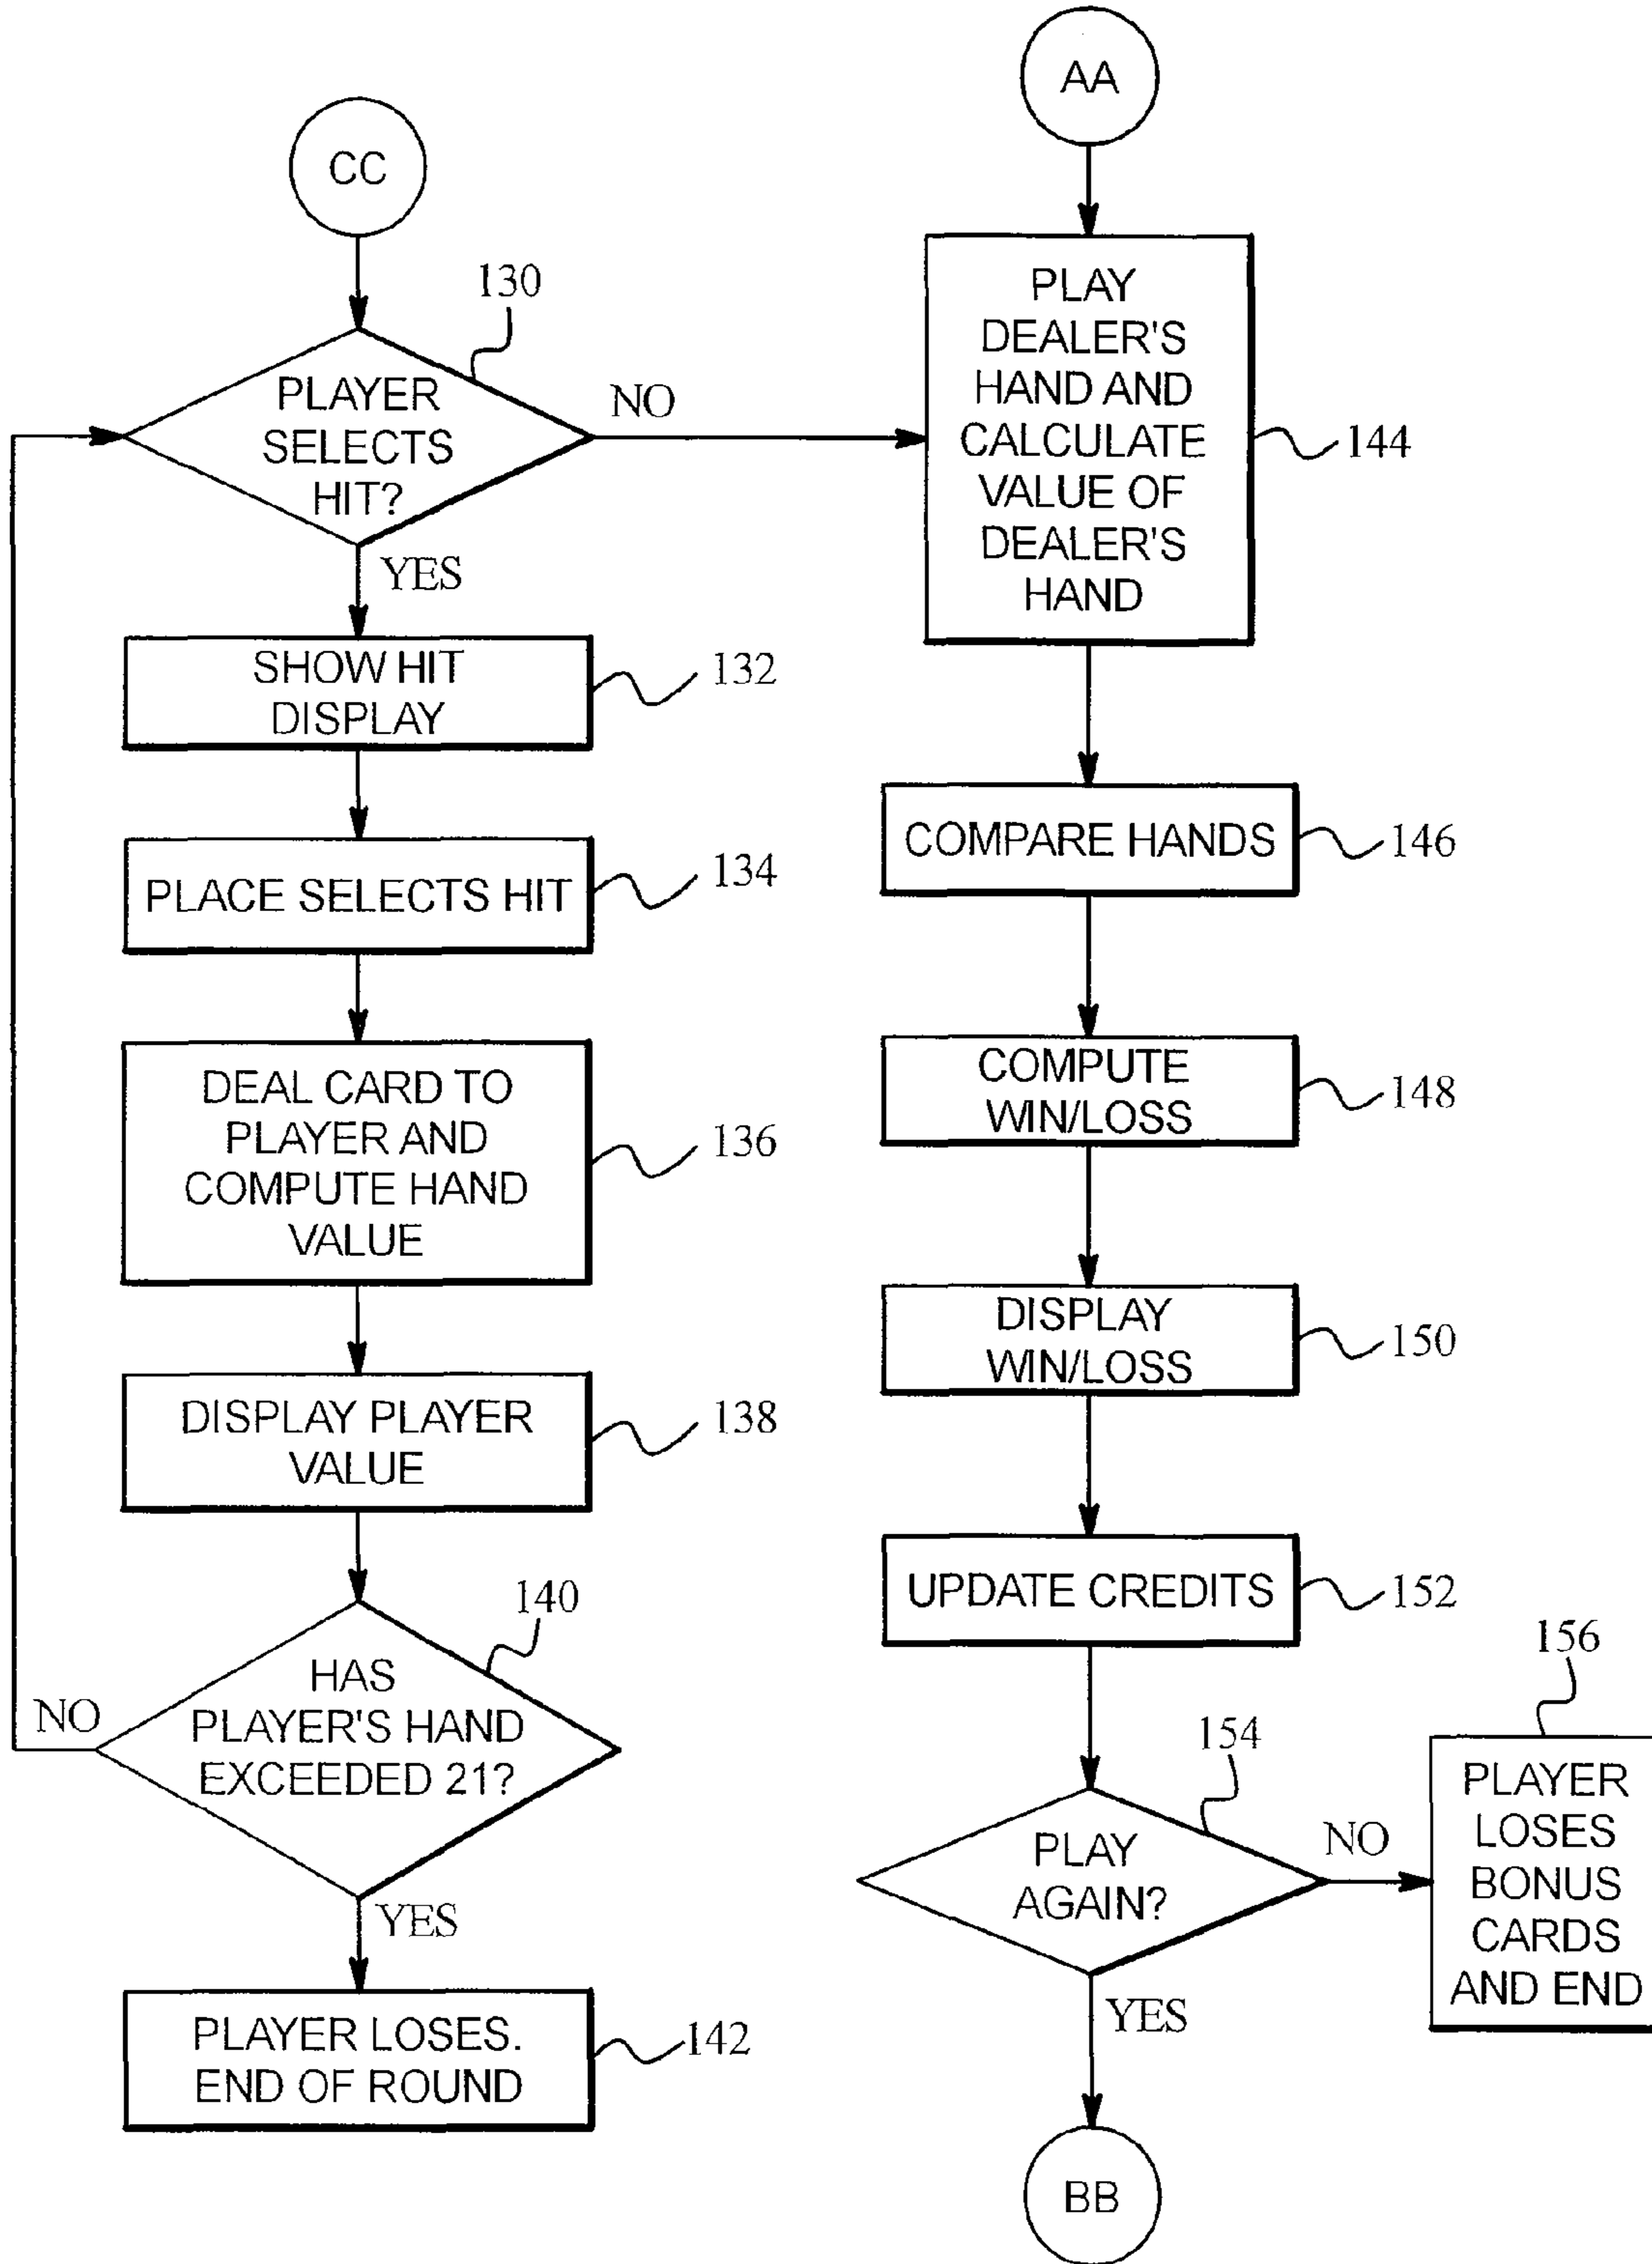 CC
130
PLAYER
SELECTS
HIT?
NO
YES
SHOW HIT
DISPLAY
132
PLACE SELECTS HIT
134
DEAL CARD TO
PLAYER AND
COMPUTE HAND
VALUE
136
DISPLAY PLAYER
VALUE
138
140
HAS
PLAYER'S HAND
EXCEEDED 21?
NO
YES
PLAYER LOSES.
END OF ROUND
142
AA
PLAY
DEALER'S
HAND AND
CALCULATE
VALUE OF
DEALER'S
HAND
144
COMPARE HANDS
146
COMPUTE
WIN/LOSS
148
DISPLAY
WIN/LOSS
150
UPDATE CREDITS
152
154
PLAY
AGAIN?
NO
YES
156
PLAYER
LOSES
BONUS
CARDS
AND END
BB